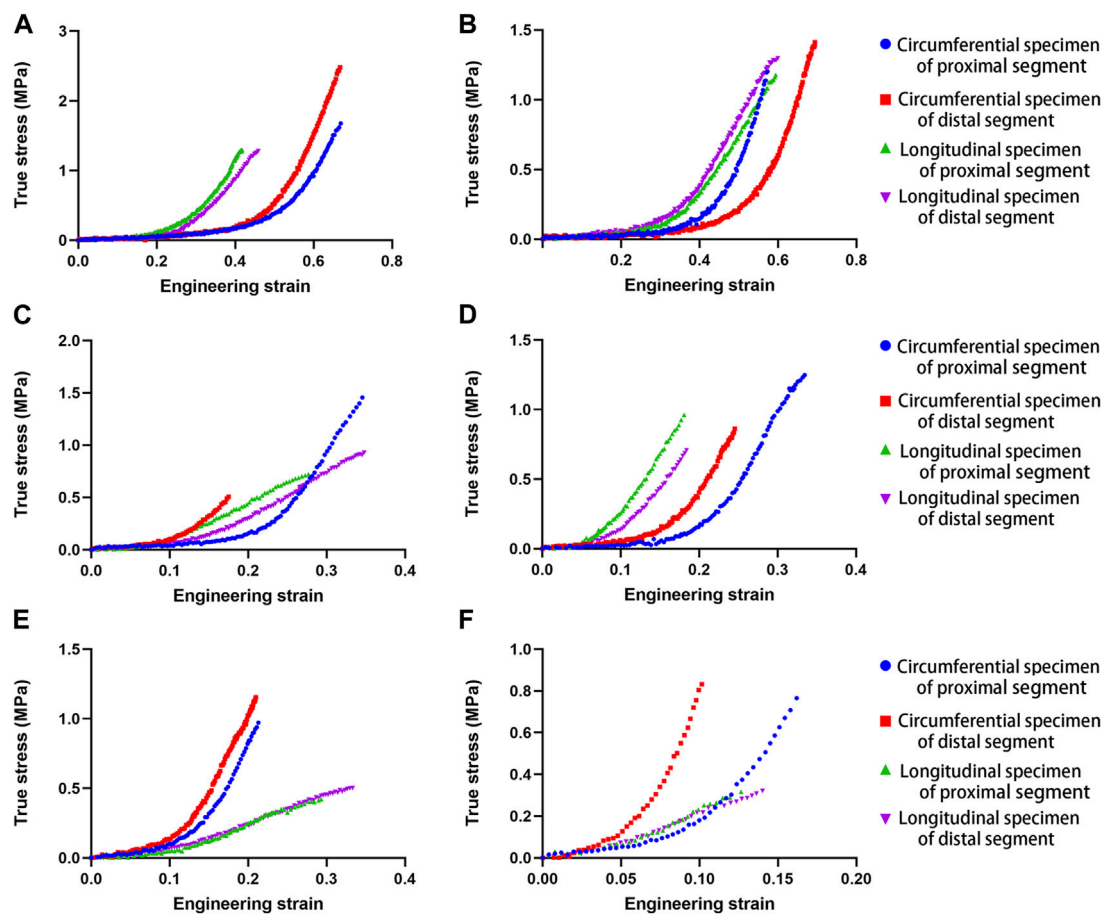 A
3
2
1
0
0.0
0.2
0.4
0.6
0.8
True stress (MPa)
Engineering strain
B
1.5
1.0
0.5
0.0
0.0
0.2
0.4
0.6
0.8
True stress (MPa)
Engineering strain
Circumferential specimen
of proximal segment
Circumferential specimen
of distal segment
Longitudinal specimen
of proximal segment
Longitudinal specimen
of distal segment
C
2.0
1.5
1.0
0.5
0.0
0.0
0.1
0.2
0.3
0.4
True stress (MPa)
Engineering strain
D
1.5
1.0
0.5
0.0
0.0
0.1
0.2
0.3
0.4
True stress (MPa)
Engineering strain
Circumferential specimen
of proximal segment
Circumferential specimen
of distal segment
Longitudinal specimen
of proximal segment
Longitudinal specimen
of distal segment
E
1.5
1.0
0.5
0.0
0.0
0.1
0.2
0.3
0.4
True stress (MPa)
Engineering strain
F
1.0
0.8
0.6
0.4
0.2
0.0
0.00
0.05
0.10
0.15
0.20
True stress (MPa)
Engineering strain
Circumferential specimen
of proximal segment
Circumferential specimen
of distal segment
Longitudinal specimen
of proximal segment
Longitudinal specimen
of distal segment